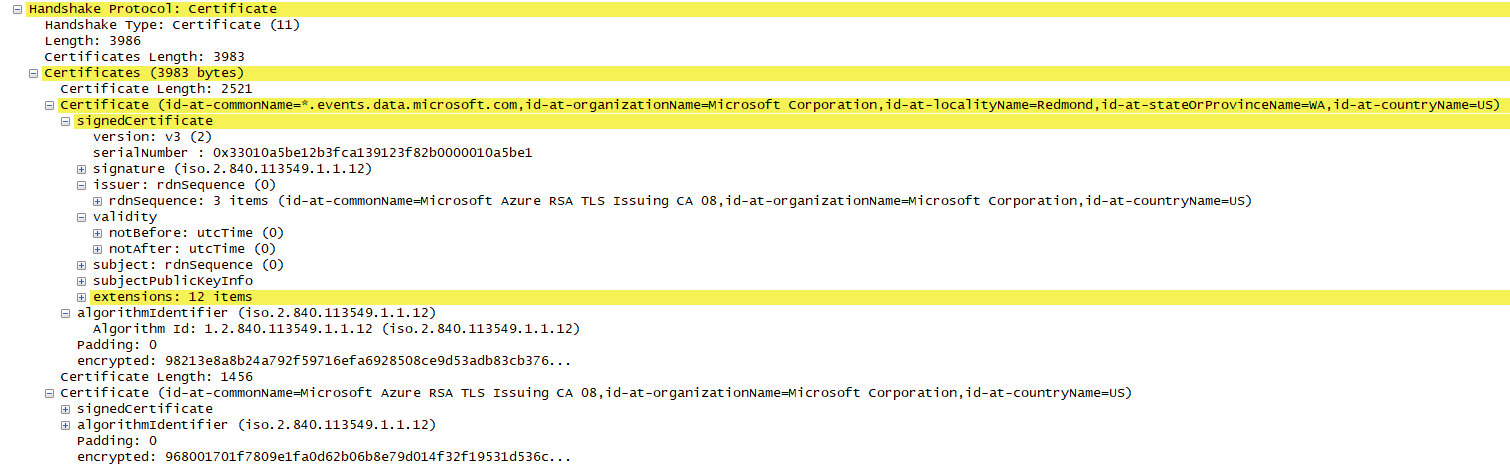 Handshake Protocol: Certificate
Handshake Type: Certificate (11)
Length: 3986
Certificates Length: 3983
Certificates (3983 bytes)
Certificate Length: 2521
Certificate (id-at-commonName=*.events.data.microsoft.com,id-at-organizationName=Microsoft Corporation,id-at-localityName=Redmond,id-at-stateOrProvinceName=WA,id-at-countryName=US)
signedCertificate
version: v3 (2)
serialNumber : 0x33010a5be12b3fca139123f82b0000010a5be1
signature (iso.2.840.113549.1.1.12)
issuer: rdnSequence (0)
rdnSequence: 3 items (id-at-commonName=Microsoft Azure RSA TLS Issuing CA 08,id-at-organizationName=Microsoft Corporation,id-at-countryName=US)
validity
notBefore: utcTime (0)
notAfter: utcTime (0)
subject: rdnSequence (0)
subjectPublicKeyInfo
extensions: 12 items
algorithmIdentifier (iso.2.840.113549.1.1.12)
Algorithm Id: 1.2.840.113549.1.1.12 (iso.2.840.113549.1.1.12)
Padding: 0
encrypted: 98213e8a8b24a792f59716efa6928508ce9d53adb83cb376...
Certificate Length: 1456
Certificate (id-at-commonName=Microsoft Azure RSA TLS Issuing CA 08,id-at-organizationName=Microsoft Corporation,id-at-countryName=US)
signedCertificate
algorithmIdentifier (iso.2.840.113549.1.1.12)
Padding: 0
encrypted: 968001701f7809e1fa0d62b06b8e79d014f32f19531d536c...